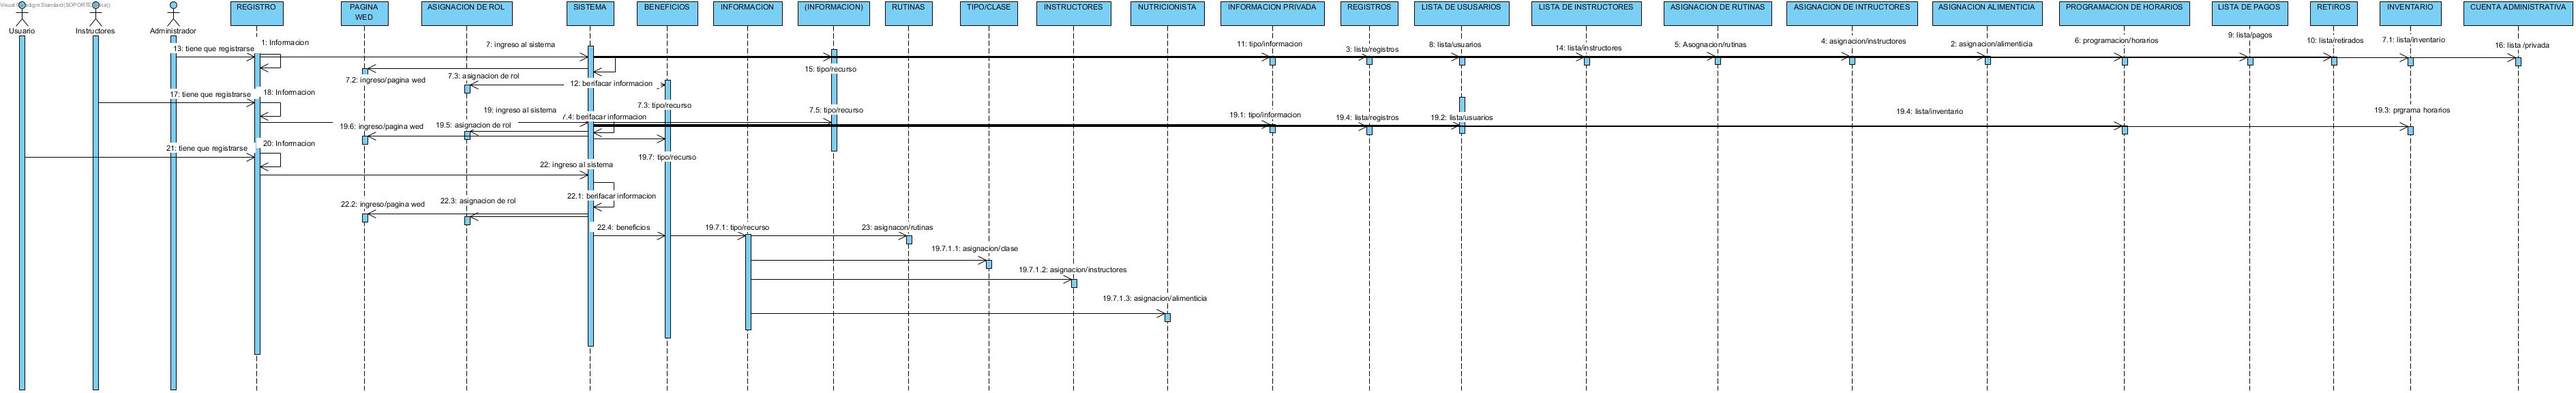 REGISTRO
PAGINA
WED
ASIGNACION DE ROL
SISTEMA
BENEFICIOS
INFORMACION
(INFORMACION)
RUTINAS
TIPO/CLASE
INSTRUCTORES
NUTRICIONISTA
INFORMACION PRIVADA
REGISTROS
LISTA DE USUSARIOS
LISTA DE INSTRUCTORES
ASIGNACION DE RUTINAS
ASIGNACION DE INTRUCTORES
ASIGNACION ALIMENTICIA
PROGRAMACION DE HORARIOS
LISTA DE PAGOS
RETIROS
INVENTARIO
CUENTA ADMINISTRATIVA
Usuario
Instructores
Administrador
13: tiene que registrarse
1: Informacion
7: ingreso al sistema
11: tipo/informacion
3: lista/registros
8: lista/usuarios
14: lista/instructores
5: Asognacion/rutinas
4: asignacion/instructores
2: asignacion/alimenticia
6: programacion/horarios
9: lista/pagos
10: lista/retirados
7.1: lista/inventario
16: lista /privada
7.2: ingreso/pagina wed
7.3: asignacion de rol
12: berifacar informacion
15: tipo/recurso
17: tiene que registrarse
18: Informacion
7.3: tipo/recurso
19: ingreso al sistema
7.5: tipo/recurso
7.4: berifacar informacion
19.6: ingreso/pagina wed
19.5: asignacion de rol
19.1: tipo/informacion
19.4: lista/registros
19.2: lista/usuarios
19.4: lista/inventario
19.3: prgrama horarios
21: tiene que registrarse
20: Informacion
19.7: tipo/recurso
22: ingreso al sistema
22.1: berifacar informacion
22.2: ingreso/pagina wed
22.3: asignacion de rol
22.4: beneficios
19.7.1: tipo/recurso
23: asignacon/rutinas
19.7.1.1: asignacion/clase
19.7.1.2: asignacion/instructores
19.7.1.3: asignacion/alimenticia